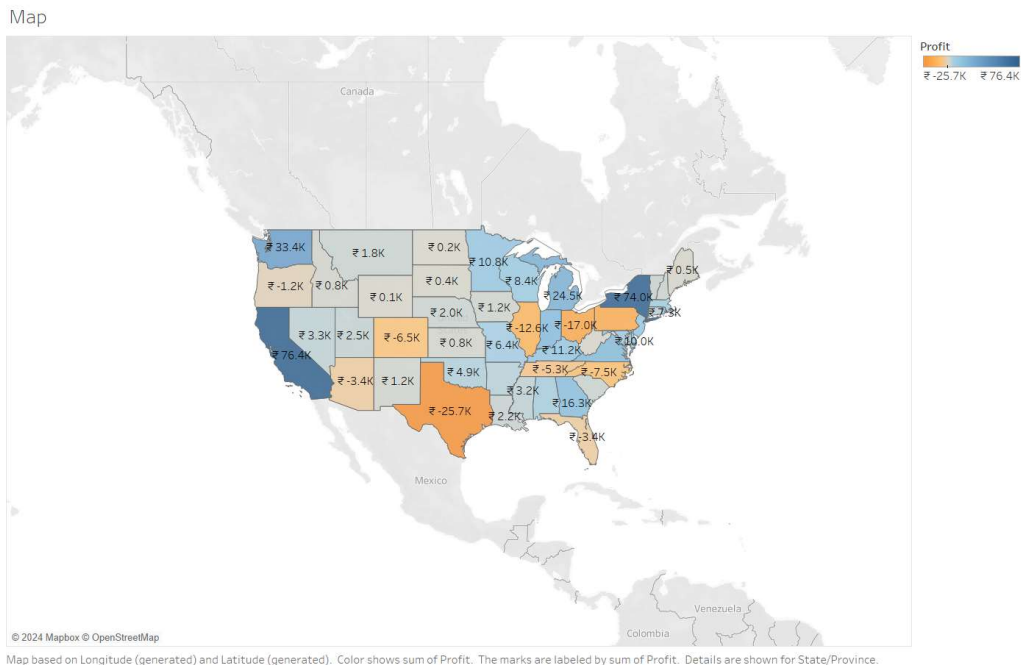 Map
Profit
₹ -25.7K ₹ 76.4K
Canada
₹ 33.4K
₹ 1.8K
₹ 0.2K
₹ 10.8K
₹ 0.5K
₹ -1.2K
₹ 0.8K
₹ 0.4K
₹ 8.4K
₹ 0.1K
₹ 24.5K
₹ 74.0K
₹ 2.0K
₹ 1.2K
₹ 7.3K
₹ 3.3K
₹ 2.5K
₹ -6.5K
₹ 0.8K
₹ 6.4K
₹ -12.6K
₹ -17.0K
₹ 10.0K
₹ 76.4K
₹ 11.2K
₹ -3.4K
₹ 1.2K
₹ 4.9K
₹ -5.3K
₹ -7.5K
₹ 3.2K
₹ -25.7K
₹ 2.2K
₹ 16.3K
₹ -3.4K
Mexico
Venezuela
Colombia
© 2024 Mapbox © OpenStreetMap
Map based on Longitude (generated) and Latitude (generated). Color shows sum of Profit. The marks are labeled by sum of Profit. Details are shown for State/Province.